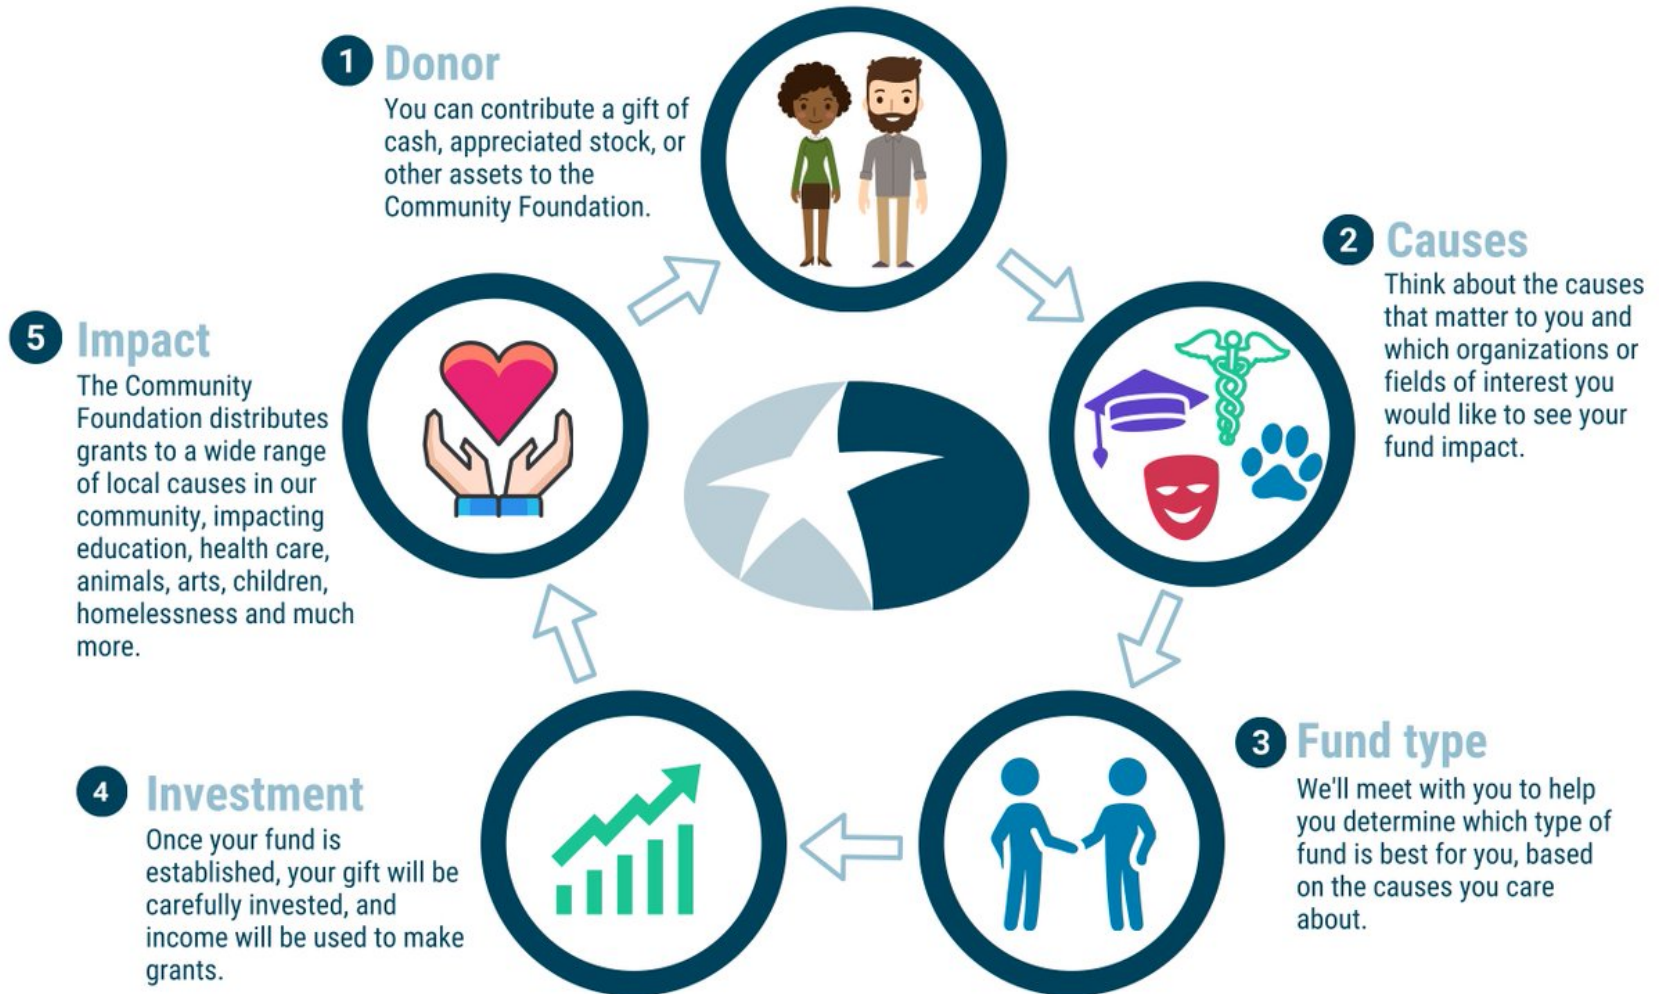 1 Donor
You can contribute a gift of
cash, appreciated stock, or
other assets to the
Community Foundation.
2 Causes
Think about the causes
that matter to you and
which organizations or
fields of interest you
would like to see your
fund impact.
3 Fund type
We'll meet with you to help
you determine which type of
fund is best for you, based
on the causes you care
about.
4 Investment
Once your fund is
established, your gift will be
carefully invested, and
income will be used to make
grants.
5 Impact
The Community
Foundation distributes
grants to a wide range
of local causes in our
community, impacting
education, health care,
animals, arts, children,
homelessness and much
more.